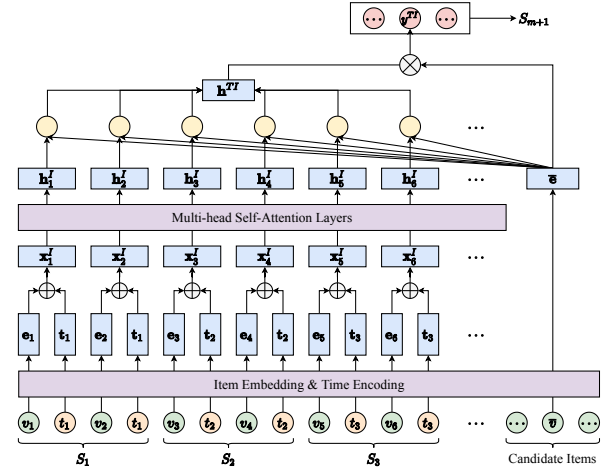 ... y^{TI} ... S_{m+1}
h^{TI}
...
h_1^I h_2^I h_3^I h_4^I h_5^I h_6^I ... e̅
Multi-head Self-Attention Layers
x_1^I x_2^I x_3^I x_4^I x_5^I x_6^I ...
e_1 t_1 e_2 t_1 e_3 t_2 e_4 t_2 e_5 t_3 e_6 t_3 ...
Item Embedding & Time Encoding
v_1 t_1 v_2 t_1 v_3 t_2 v_4 t_2 v_5 t_3 v_6 t_3 ... ... v̅ ...
S_1 S_2 S_3 Candidate Items